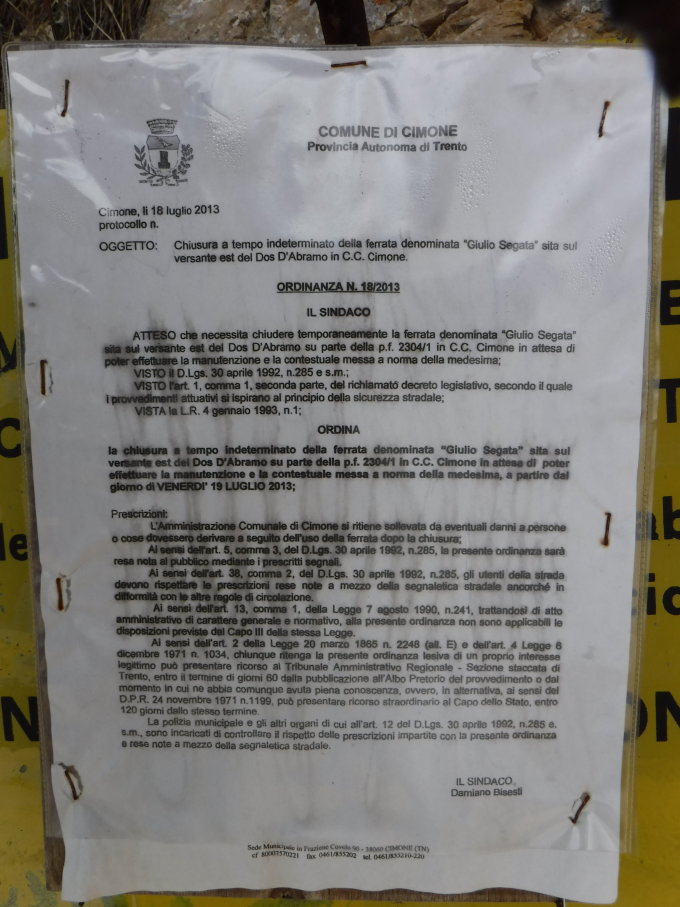 COMUNE DI CIMONE
Provincia Autonoma di Trento
Cimone, li 18 luglio 2013
protocollo n.
OGGETTO: Chiusura a tempo indeterminato della ferrata denominata "Giulio Segata" sita sul
versante est del Dos D'Abramo in C.C. Cimone.
ORDINANZA N. 18/2013
IL SINDACO
ATTESO che necessita chiudere temporaneamente la ferrata denominata "Giulio Segata"
sita sul versante est del Dos D'Abramo su parte della p.f. 2304/1 in C.C. Cimone in attesa di
poter effettuare la manutenzione e la contestuale messa a norma della medesima;
VISTO il D.Lgs. 30 aprile 1992, n.285 e s.m.;
VISTO l'art. 1, comma 1, seconda parte, del richiamato decreto legislativo, secondo il quale
i provvedimenti attuativi si ispirano al principio della sicurezza stradale;
VISTA la L.R. 4 gennaio 1993, n.1;
ORDINA
la chiusura a tempo indeterminato della ferrata denominata "Giulio Segata" sita sul
versante est del Dos D'Abramo su parte della p.f. 2304/1 in C.C. Cimone in attesa di poter
effettuare la manutenzione e la contestuale messa a norma della medesima, a partire dal
giorno di VENERDI' 19 LUGLIO 2013;
Prescrizioni:
L'Amministrazione Comunale di Cimone si ritiene sollevata da eventuali danni a persone
o cose dovessero derivare a seguito dell'uso della ferrata dopo la chiusura;
Ai sensi dell'art. 5, comma 3, del D.Lgs. 30 aprile 1992, n.285, la presente ordinanza sarà
resa nota al pubblico mediante i prescritti segnali.
Ai sensi dell'art. 38, comma 2, del D.Lgs. 30 aprile 1992, n.285, gli utenti della strada
devono rispettare le prescrizioni rese note a mezzo della segnaletica stradale ancorché in
difformità con le altre regole di circolazione.
Ai sensi dell'art. 13, comma 1, della Legge 7 agosto 1990, n.241, trattandosi di atto
amministrativo di carattere generale e normativo, alla presente ordinanza non sono applicabili le
disposizioni previste del Capo III della stessa Legge.
Ai sensi dell'art. 2 della Legge 20 marzo 1865 n. 2248 (all. E) e dell'art. 4 Legge 6
dicembre 1971 n. 1034, chiunque ritenga la presente ordinanza lesiva di un proprio interesse
legittimo può presentare ricorso al Tribunale Amministrativo Regionale - Sezione staccata di
Trento, entro il termine di giorni 60 dalla pubblicazione all'Albo Pretorio del provvedimento o dal
momento in cui ne abbia comunque avuta piena conoscenza, ovvero, in alternativa, ai sensi del
D.P.R. 24 novembre 1971 n.1199, può presentare ricorso straordinario al Capo dello Stato, entro
120 giorni dallo stesso termine.
La polizia municipale e gli altri organi di cui all'art. 12 del D.Lgs. 30 aprile 1992, n.285 e
s.m., sono incaricati di controllare il rispetto delle prescrizioni impartite con la presente ordinanza
e rese note a mezzo della segnaletica stradale.
IL SINDACO
Damiano Bisesti
Sede Municipale in Frazione Covelo 90 - 38060 CIMONE (TN)
cf 80007570221 fax 0461/855202 tel. 0461/855210-220